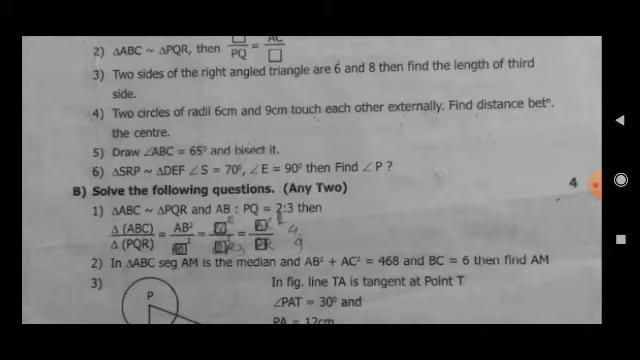 2) ΔABC ~ ΔPQR, then □/PQ = AC/□
3) Two sides of the right angled triangle are 6 and 8 then find the length of third
side.
4) Two circles of radii 6cm and 9cm touch each other externally. Find distance betn.
the centre.
5) Draw ∠ABC = 65° and bisect it.
6) ΔSRP ~ ΔDEF ∠S = 70°, ∠E = 90° then Find ∠P ?
B) Solve the following questions. (Any Two) 4
1) ΔABC ~ ΔPQR and AB : PQ = 2:3 then
Δ (ABC)/Δ (PQR) = AB²/□² = □²/□ = □/□ 4/9
2) In ΔABC seg AM is the median and AB² + AC² = 468 and BC = 6 then find AM
3) In fig. line TA is tangent at Point T
P
∠PAT = 30° and
PA = 12cm